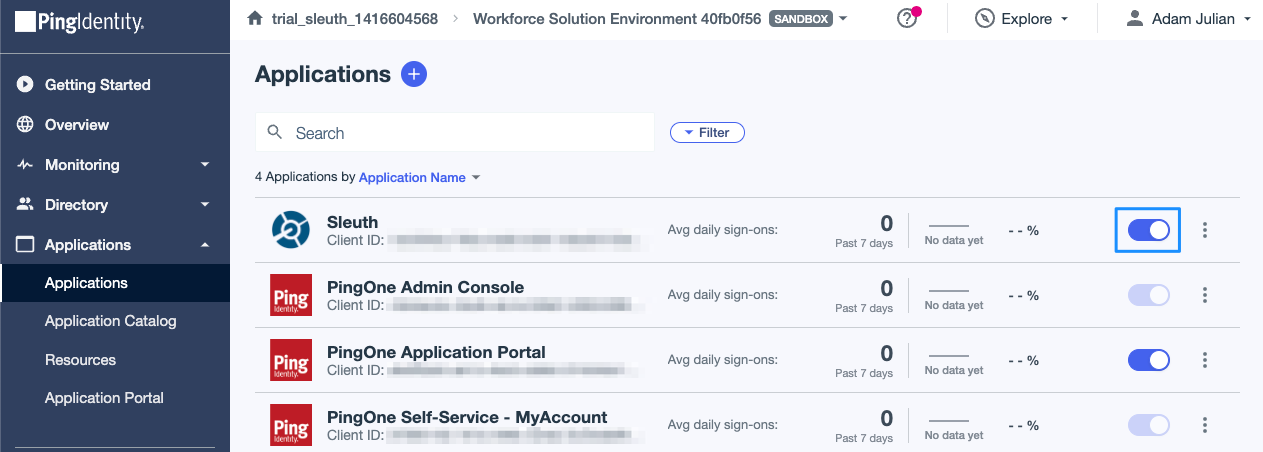 PingIdentity.
trial_sleuth_1416604568 > Workforce Solution Environment 40fb0f56 SANDBOX
? Explore Adam Julian
Getting Started
Overview
Monitoring
Directory
Applications
Applications
Application Catalog
Resources
Application Portal
Applications +
Search
Filter
4 Applications by Application Name
Sleuth
Client ID:
Avg daily sign-ons:
0
Past 7 days
No data yet
- - %
Ping
Identity.
PingOne Admin Console
Client ID:
Avg daily sign-ons:
0
Past 7 days
No data yet
- - %
Ping
Identity.
PingOne Application Portal
Client ID:
Avg daily sign-ons:
0
Past 7 days
No data yet
- - %
Ping
Identity.
PingOne Self-Service - MyAccount
Client ID:
Avg daily sign-ons:
0
Past 7 days
No data yet
- - %